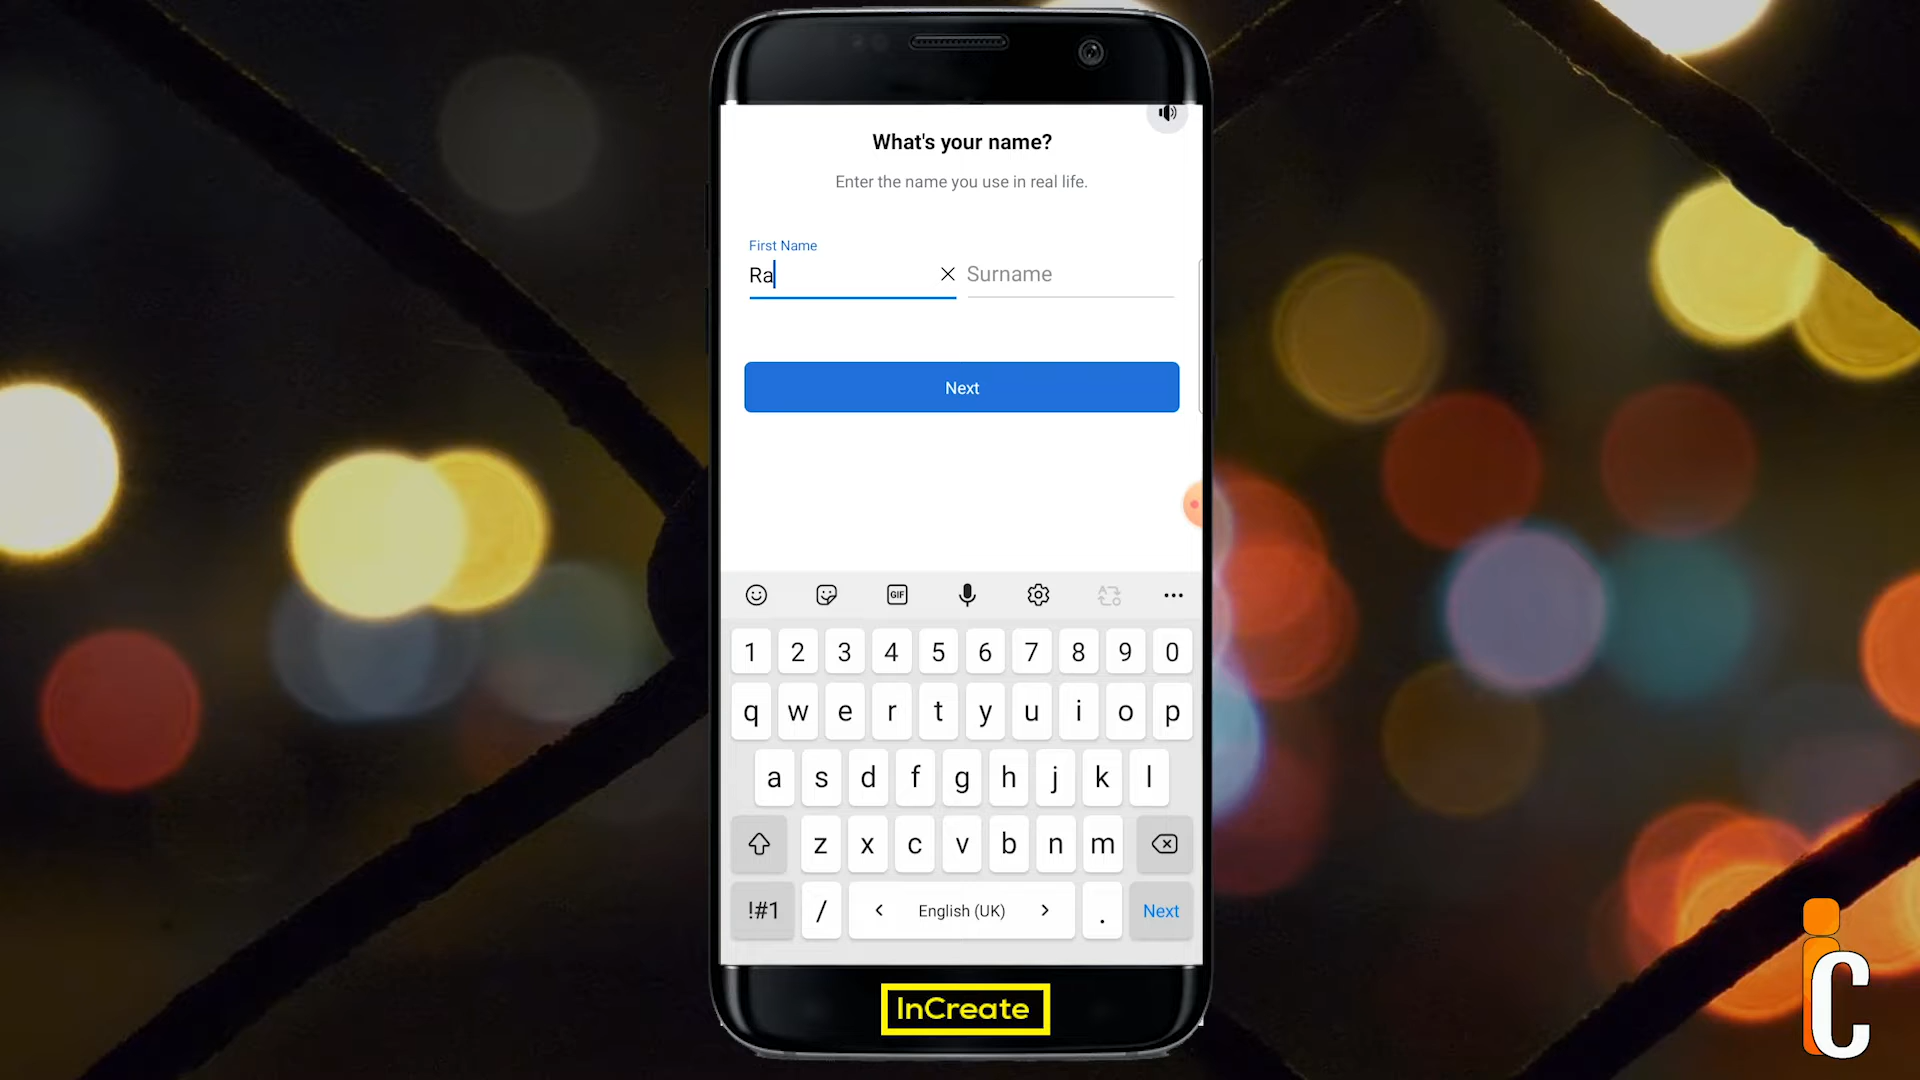 What's your name?
Enter the name you use in real life.
First Name
Ra
Surname
Next
GIF
1 2 3 4 5 6 7 8 9 0
q w e r t y u i o p
a s d f g h j k l
z x c v b n m
!#1 / < English (UK) > . Next
InCreate
iC